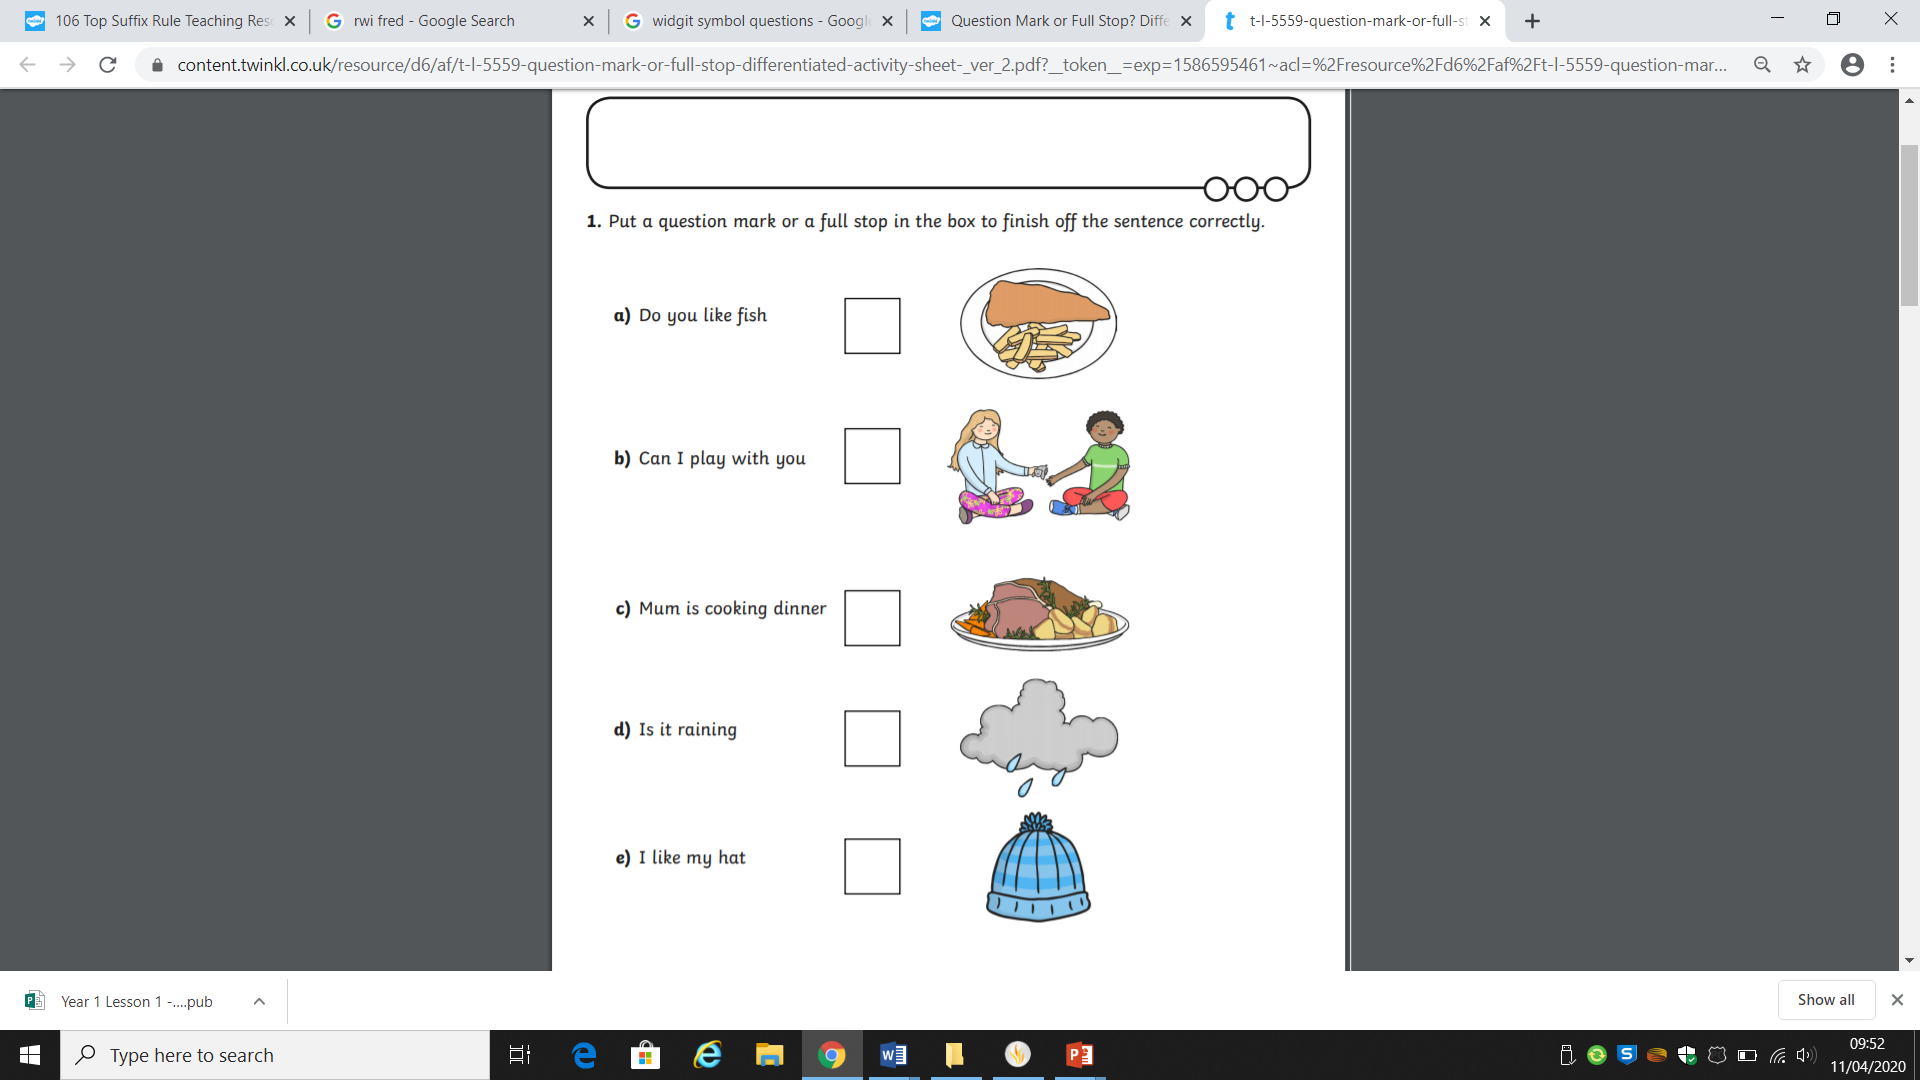 106 Top Suffix Rule Teaching Res
rwi fred - Google Search
widgit symbol questions - Googl
Question Mark or Full Stop? Diffe
t-l-5559-question-mark-or-full-st
content.twinkl.co.uk/resource/d6/af/t-l-5559-question-mark-or-full-stop-differentiated-activity-sheet-_ver_2.pdf?__token__=exp=1586595461~acl=%2Fresource%2Fd6%2Faf%2Ft-l-5559-question-mar...
1. Put a question mark or a full stop in the box to finish off the sentence correctly.
a) Do you like fish
b) Can I play with you
c) Mum is cooking dinner
d) Is it raining
e) I like my hat
Year 1 Lesson 1 -....pub
Show all
Type here to search
09:52
11/04/2020